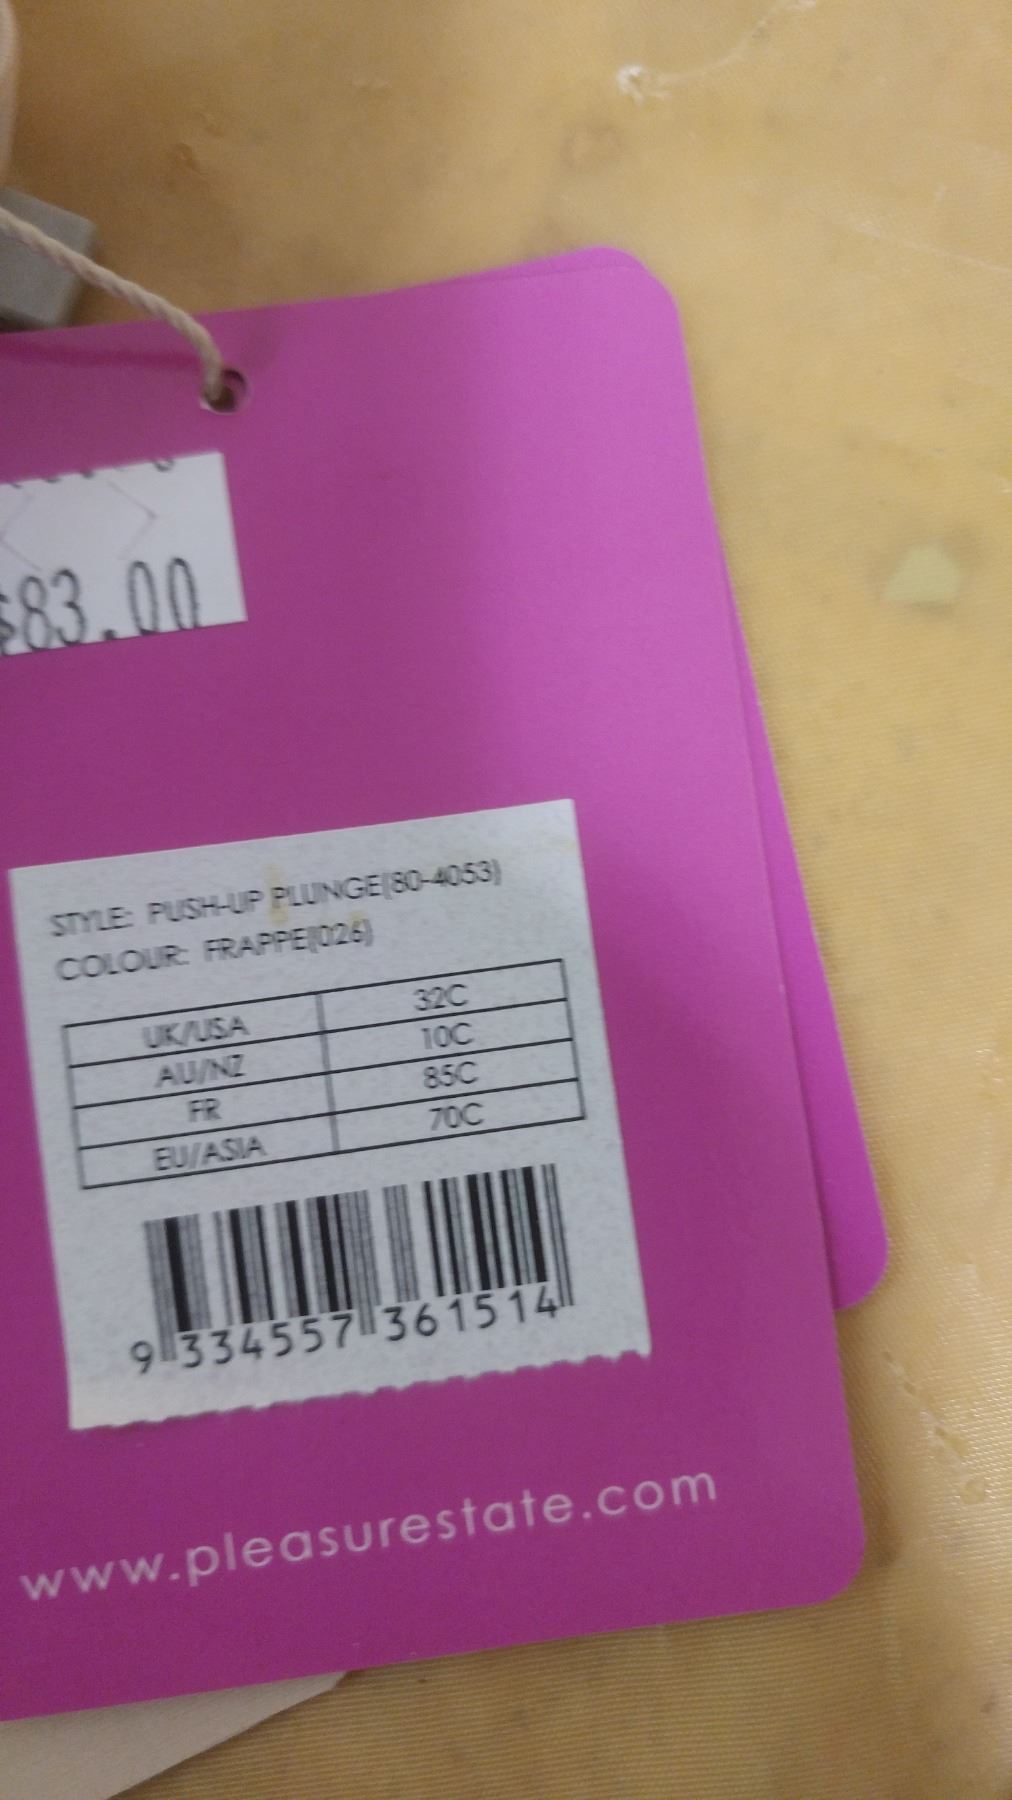 $83.00
STYLE: PUSH-UP PLUNGE(80-4053)
COLOUR: FRAPPE(026)
UK/USA 32C
AU/NZ 10C
FR 85C
EU/ASIA 70C
9 334557 361514
www.pleasurestate.com